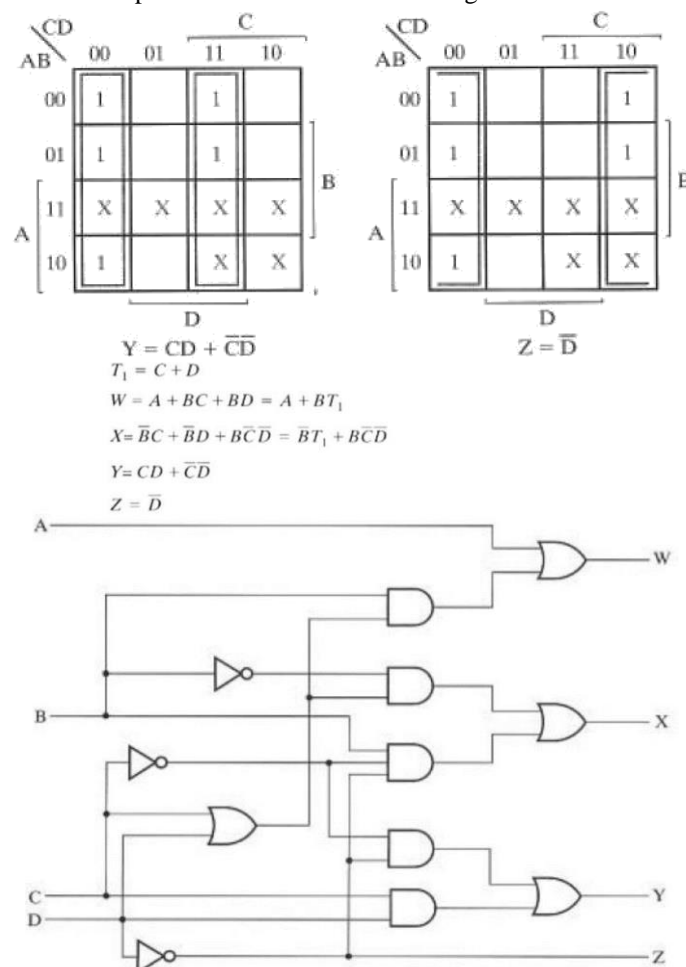 CD C CD C
AB 00 01 11 10 AB 00 01 11 10
00 1 1 00 1 1
01 1 1 B 01 1 1 B
A 11 X X X X A 11 X X X X
10 1 X X 10 1 X X
D D
Y = CD + C̅D̅ Z = D̅
T₁ = C + D
W = A + BC + BD = A + BT₁
X= B̅C + B̅D + BC̅D̅ = B̅T₁ + BC̅D̅
Y= CD + C̅D̅
Z = D̅
A
W
B X
C Y
D
Z